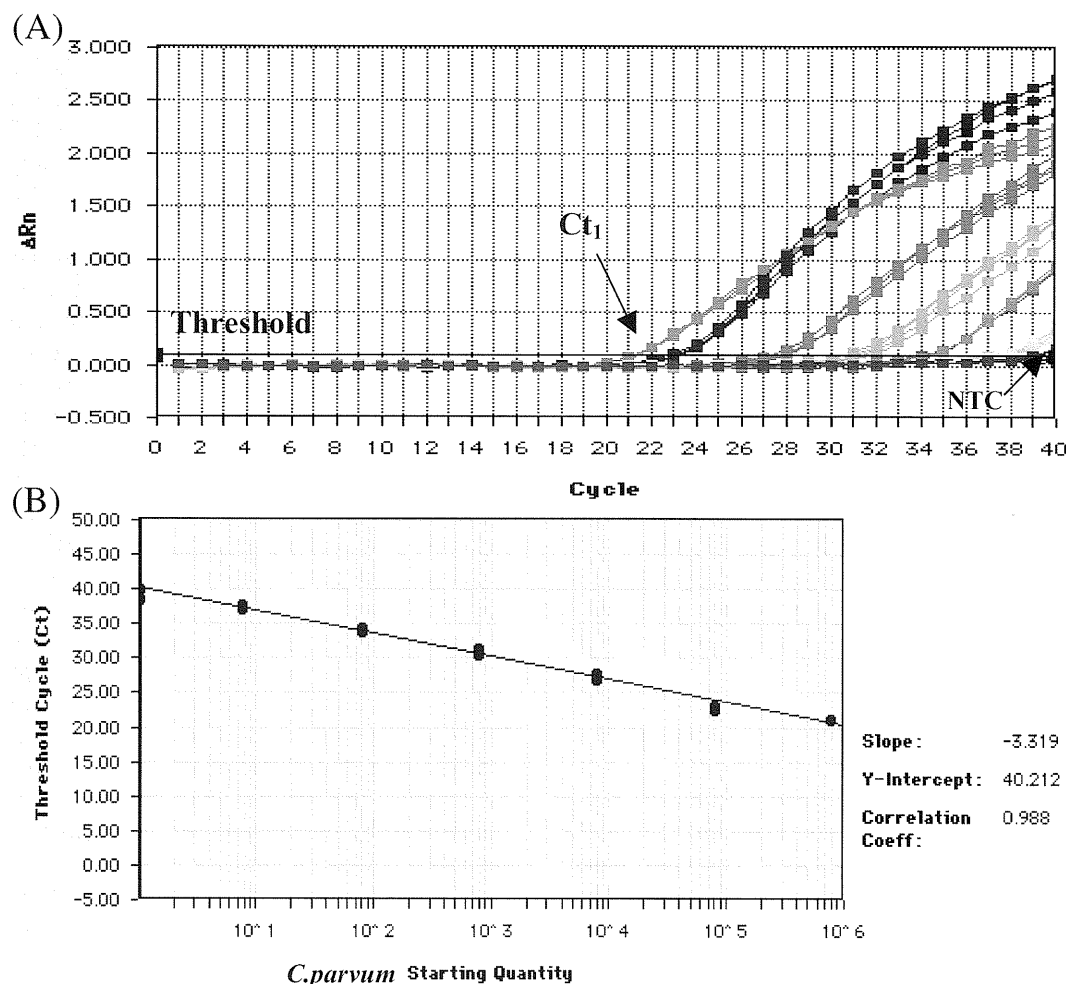 (A)
3.000
2.500
2.000
1.500
1.000
0.500
0.000
-0.500
ΔRn
Ct1
Threshold
NTC
0 2 4 6 8 10 12 14 16 18 20 22 24 26 28 30 32 34 36 38 40
Cycle
(B)
50.00
45.00
40.00
35.00
30.00
25.00
20.00
15.00
10.00
5.00
0.00
-5.00
Threshold Cycle (Ct)
10^1 10^2 10^3 10^4 10^5 10^6
C.parvum Starting Quantity
Slope: -3.319
Y-Intercept: 40.212
Correlation 0.988
Coeff: